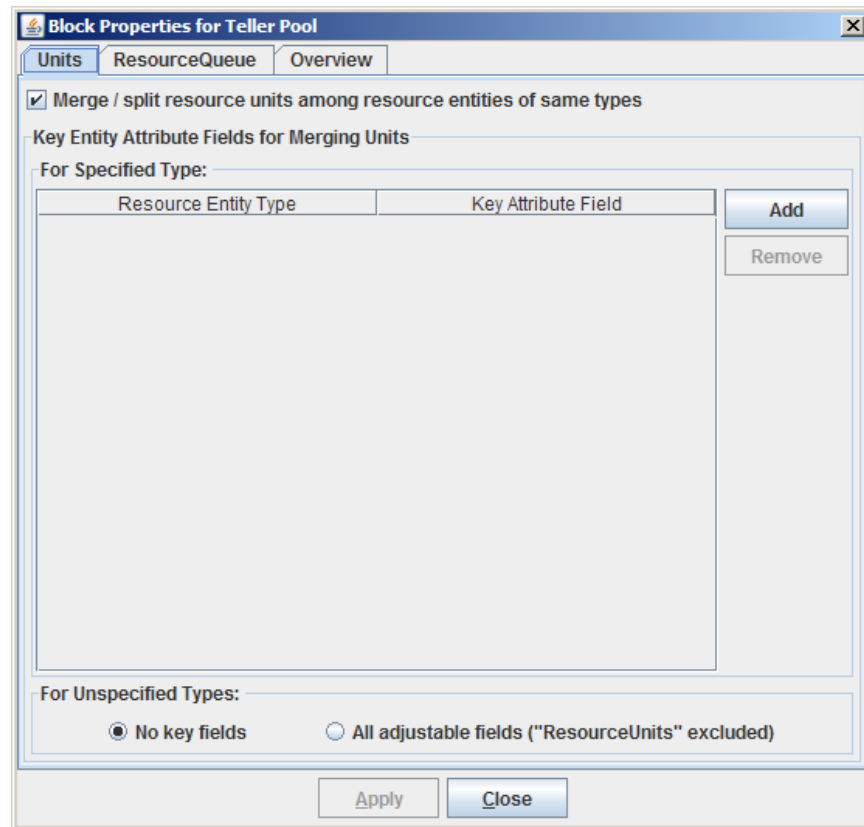 Block Properties for Teller Pool
Units ResourceQueue Overview
Merge / split resource units among resource entities of same types
Key Entity Attribute Fields for Merging Units
For Specified Type:
Resource Entity Type Key Attribute Field
Add
Remove
For Unspecified Types:
No key fields All adjustable fields ("ResourceUnits" excluded)
Apply Close